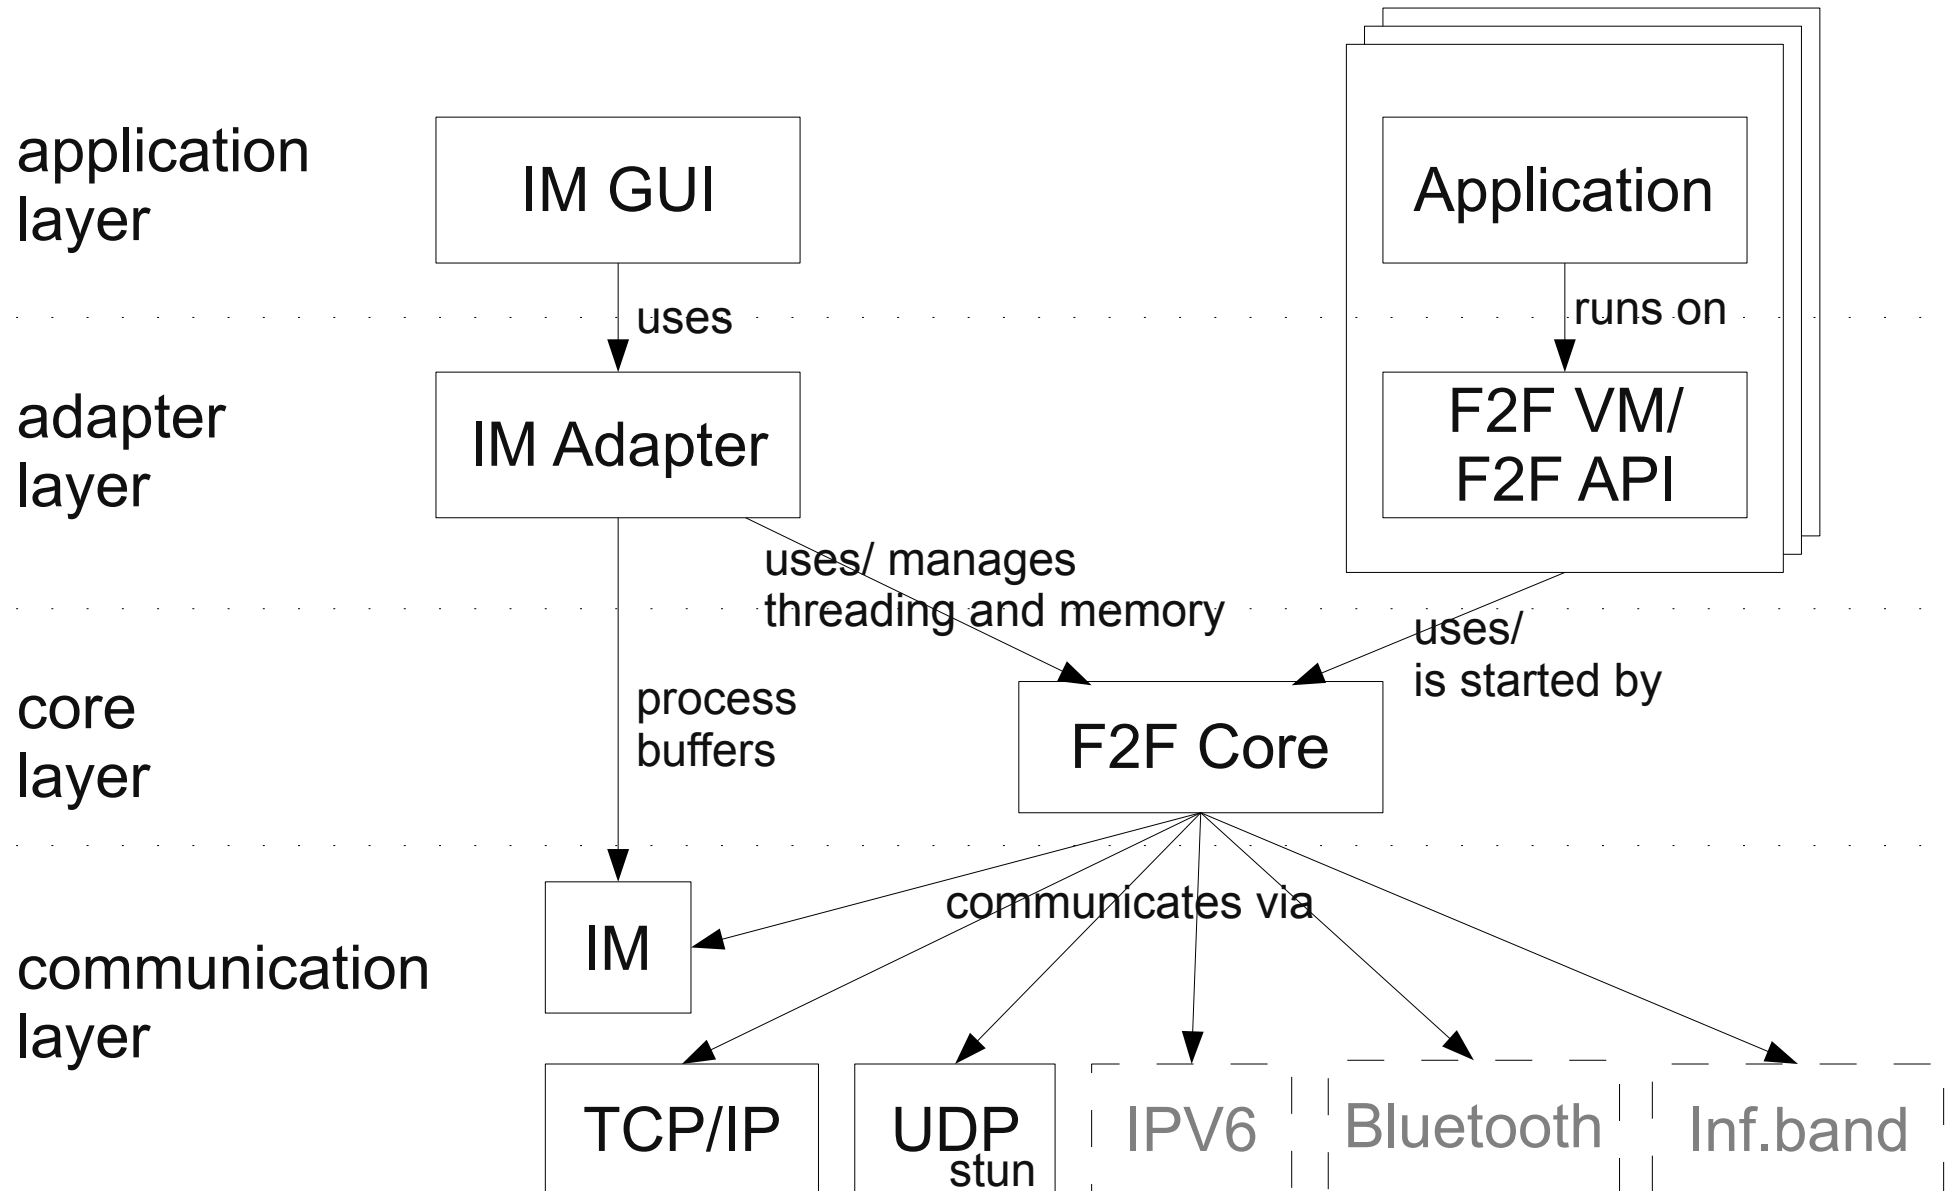 application
layer
IM GUI
Application
uses
runs on
adapter
layer
IM Adapter
F2F VM/
F2F API
uses/ manages
threading and memory
uses/
is started by
core
layer
process
buffers
F2F Core
communicates via
communication
layer
IM
TCP/IP
UDP
stun
IPV6
Bluetooth
Inf.band